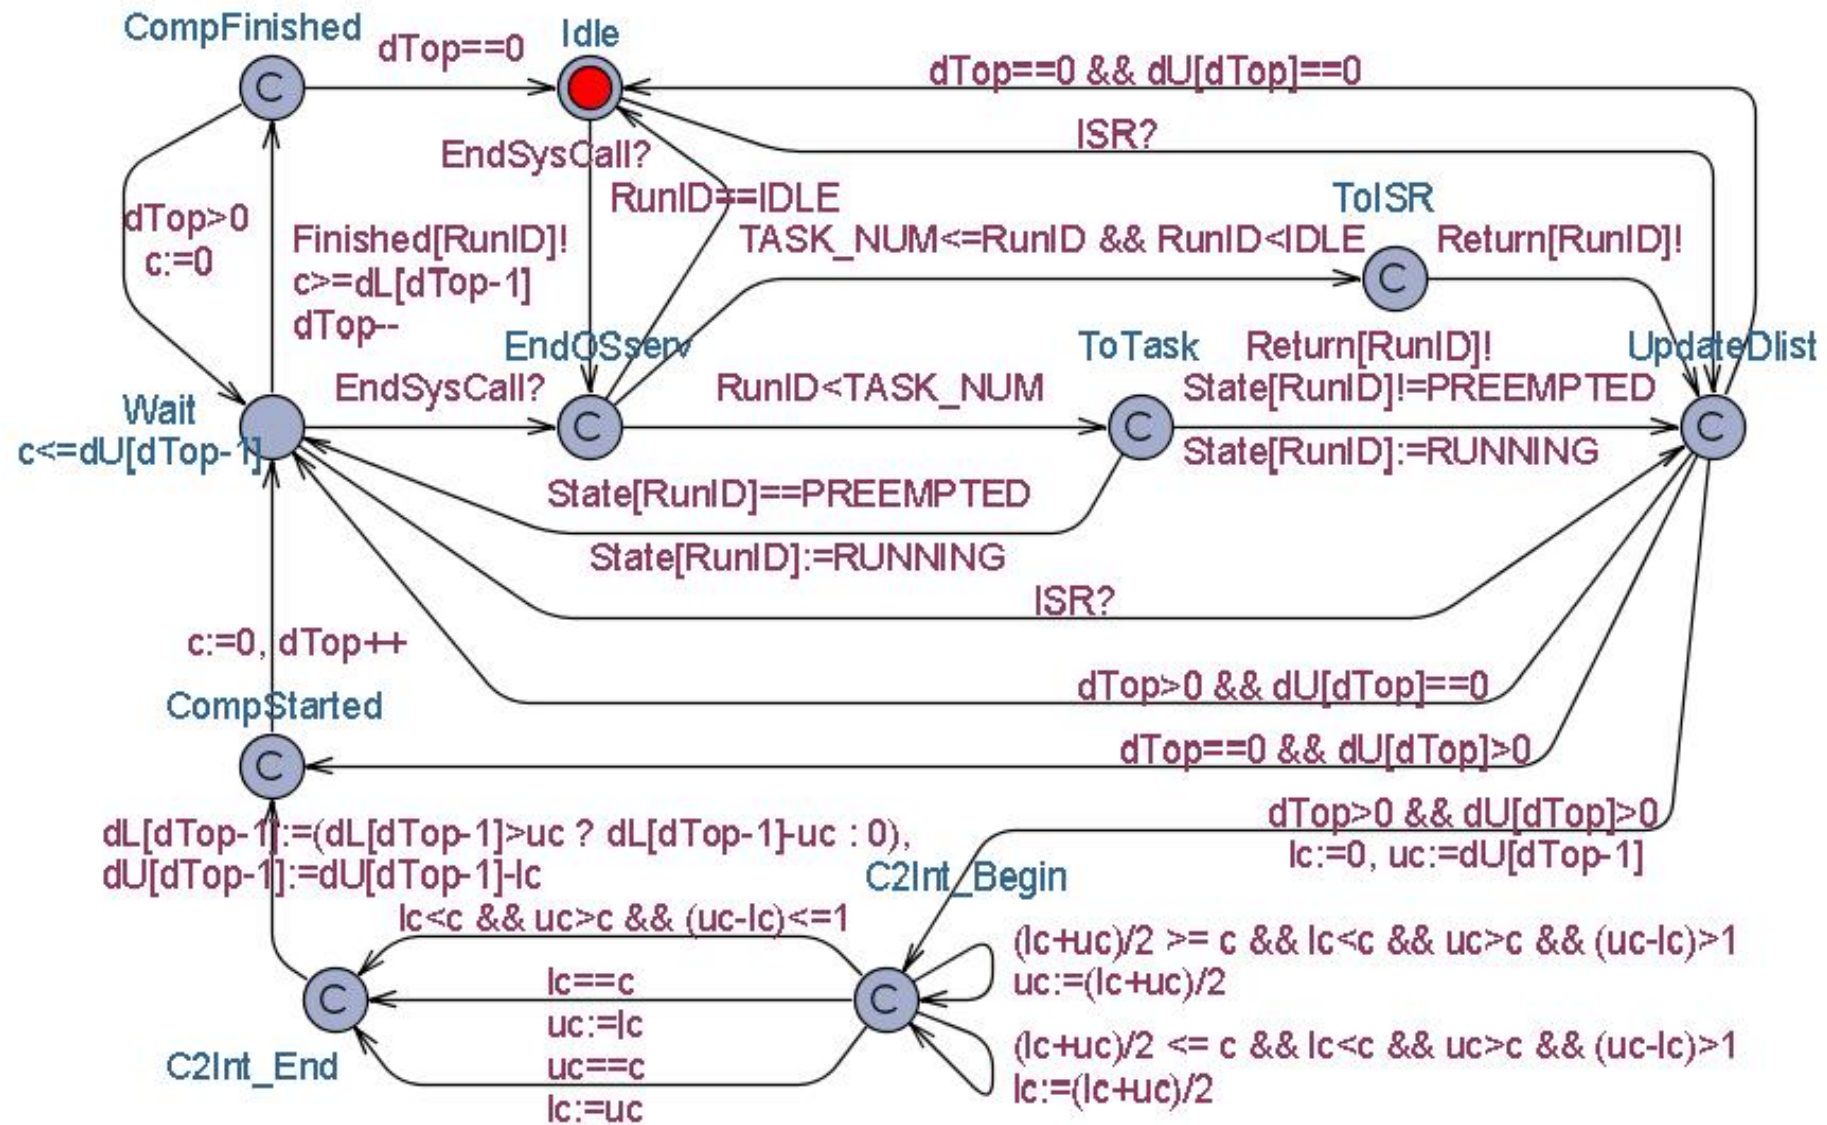 CompFinished
Idle
dTop==0
dTop==0 && dU[dTop]==0
C
ISR?
EndSysCall?
RunID==IDLE
ToISR
dTop>0
c:=0
Finished[RunID]!
c>=dL[dTop-1]
dTop--
TASK_NUM<=RunID && RunID<IDLE
Return[RunID]!
C
EndOSserv
ToTask
Return[RunID]!
UpdateDlist
Wait
c<=dU[dTop-1]
EndSysCall?
RunID<TASK_NUM
State[RunID]!=PREEMPTED
C
C
C
State[RunID]:=RUNNING
State[RunID]==PREEMPTED
State[RunID]:=RUNNING
ISR?
c:=0, dTop++
dTop>0 && dU[dTop]==0
CompStarted
C
dTop==0 && dU[dTop]>0
dTop>0 && dU[dTop]>0
lc:=0, uc:=dU[dTop-1]
dL[dTop-1]:=(dL[dTop-1]>uc ? dL[dTop-1]-uc : 0),
dU[dTop-1]:=dU[dTop-1]-lc
C2Int_Begin
lc<c && uc>c && (uc-lc)<=1
(lc+uc)/2 >= c && lc<c && uc>c && (uc-lc)>1
uc:=(lc+uc)/2
lc==c
C
C
uc:=lc
uc==c
lc:=uc
C2Int_End
(lc+uc)/2 <= c && lc<c && uc>c && (uc-lc)>1
lc:=(lc+uc)/2